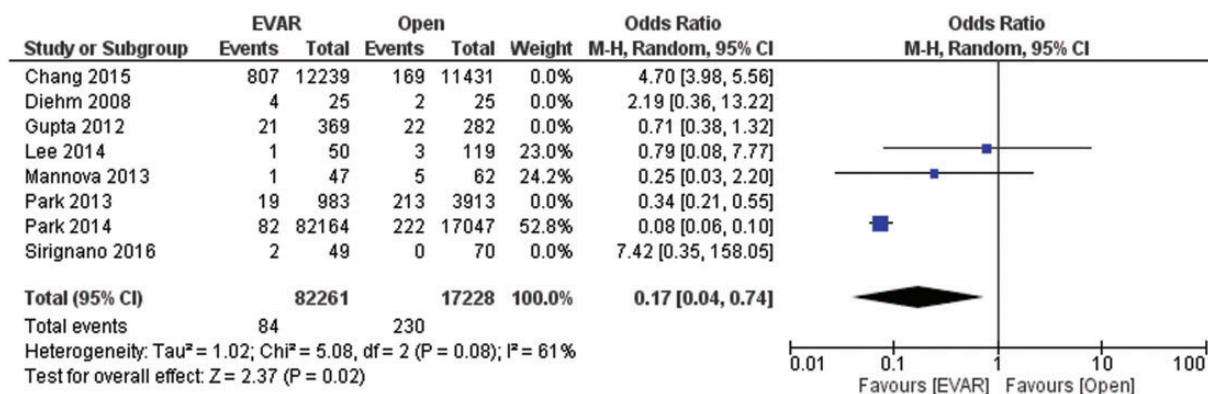 EVAR Open Odds Ratio Odds Ratio
Study or Subgroup Events Total Events Total Weight M-H, Random, 95% CI M-H, Random, 95% CI
Chang 2015 807 12239 169 11431 0.0% 4.70 [3.98, 5.56]
Diehm 2008 4 25 2 25 0.0% 2.19 [0.36, 13.22]
Gupta 2012 21 369 22 282 0.0% 0.71 [0.38, 1.32]
Lee 2014 1 50 3 119 23.0% 0.79 [0.08, 7.77]
Mannova 2013 1 47 5 62 24.2% 0.25 [0.03, 2.20]
Park 2013 19 983 213 3913 0.0% 0.34 [0.21, 0.55]
Park 2014 82 82164 222 17047 52.8% 0.08 [0.06, 0.10]
Sirignano 2016 2 49 0 70 0.0% 7.42 [0.35, 158.05]
Total (95% CI) 82261 17228 100.0% 0.17 [0.04, 0.74]
Total events 84 230
Heterogeneity: Tau² = 1.02; Chi² = 5.08, df = 2 (P = 0.08); I² = 61%
Test for overall effect: Z = 2.37 (P = 0.02)
0.01 0.1 1 10 100
Favours [EVAR] Favours [Open]